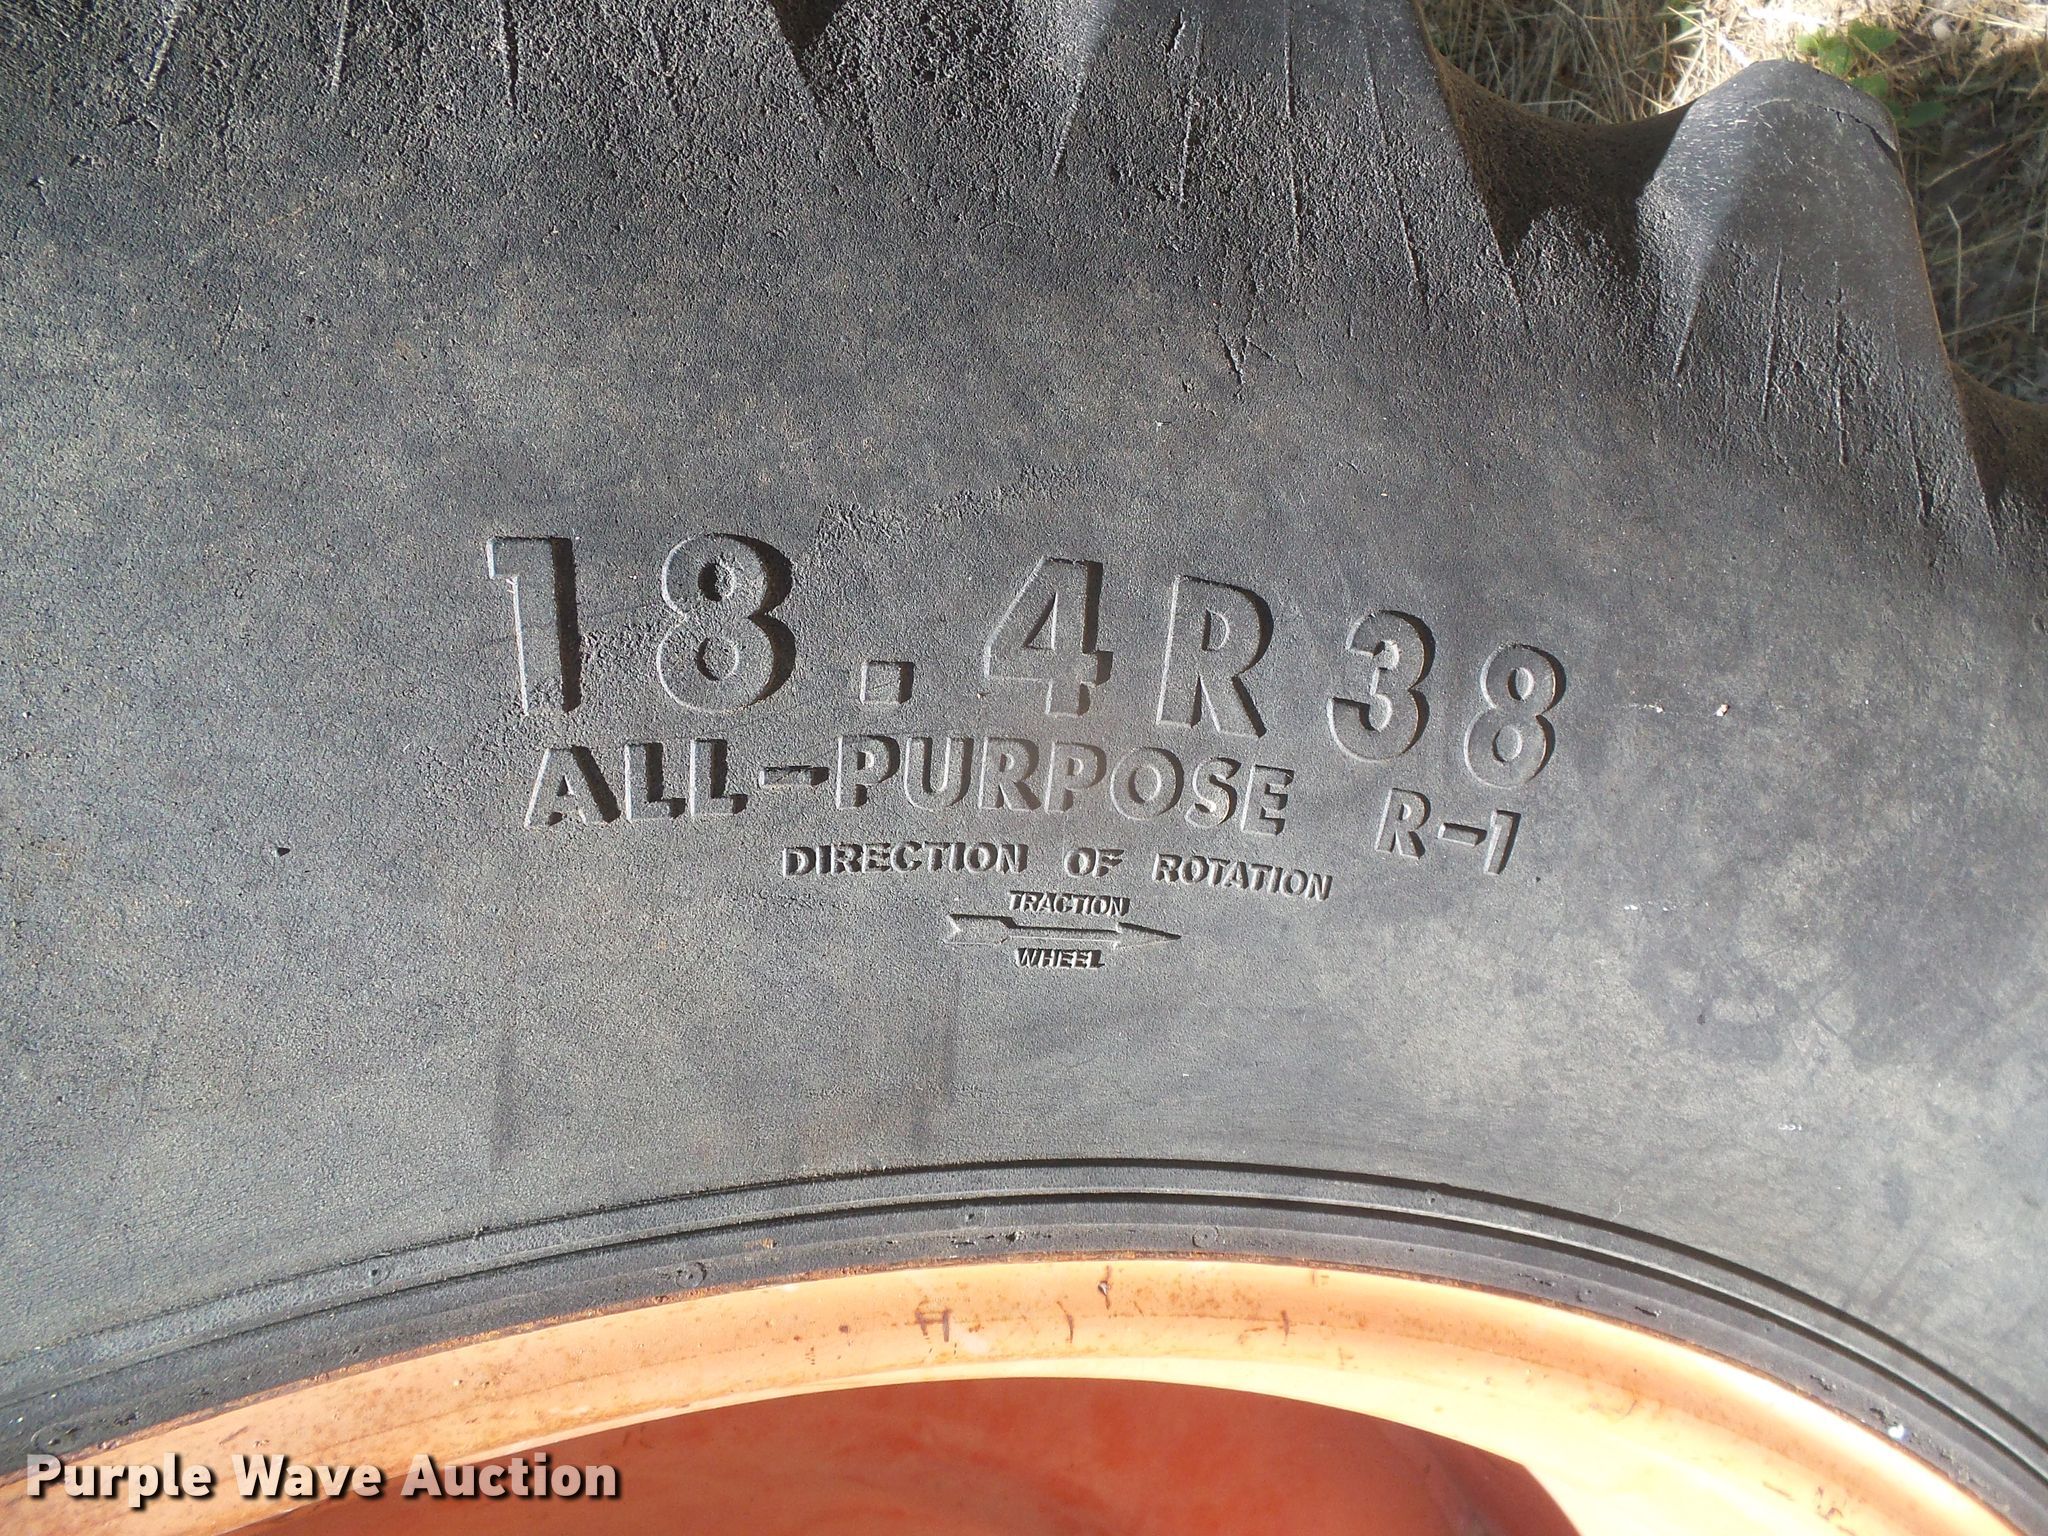 18.4R38
ALL-PURPOSE R-1
DIRECTION OF ROTATION
TRACTION
WHEEL
Purple Wave Auction